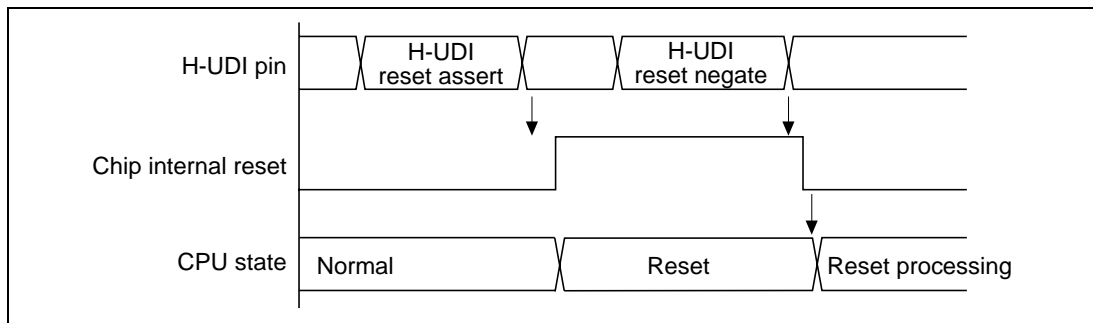 H-UDI pin
H-UDI
reset assert
H-UDI
reset negate
Chip internal reset
CPU state
Normal
Reset
Reset processing